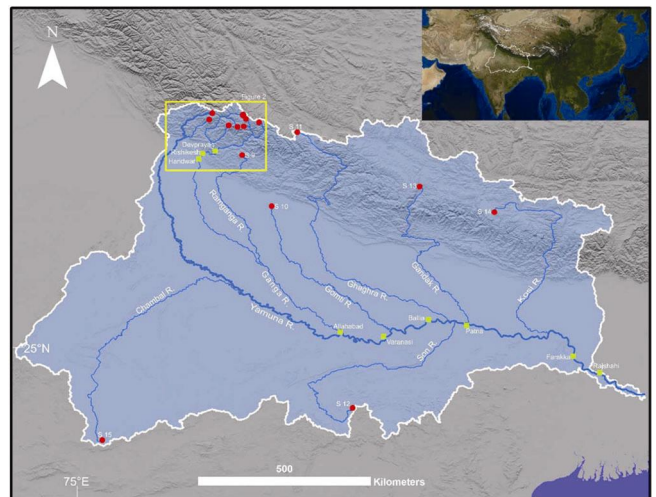 N
Figure 2
S 11
Devprayag
Rishikesh
Haridwar
S 10
S 13
S 14
Ramganga R.
Ganga R.
Gomti R.
Ghaghra R.
Gandak R.
Kosi R.
Chambal R.
Yamuna R.
Ballia
Allahabad
Varanasi
Patna
25°N
Son R.
Farakka
Rajshahi
S 12
S 15
500
Kilometers
75°E